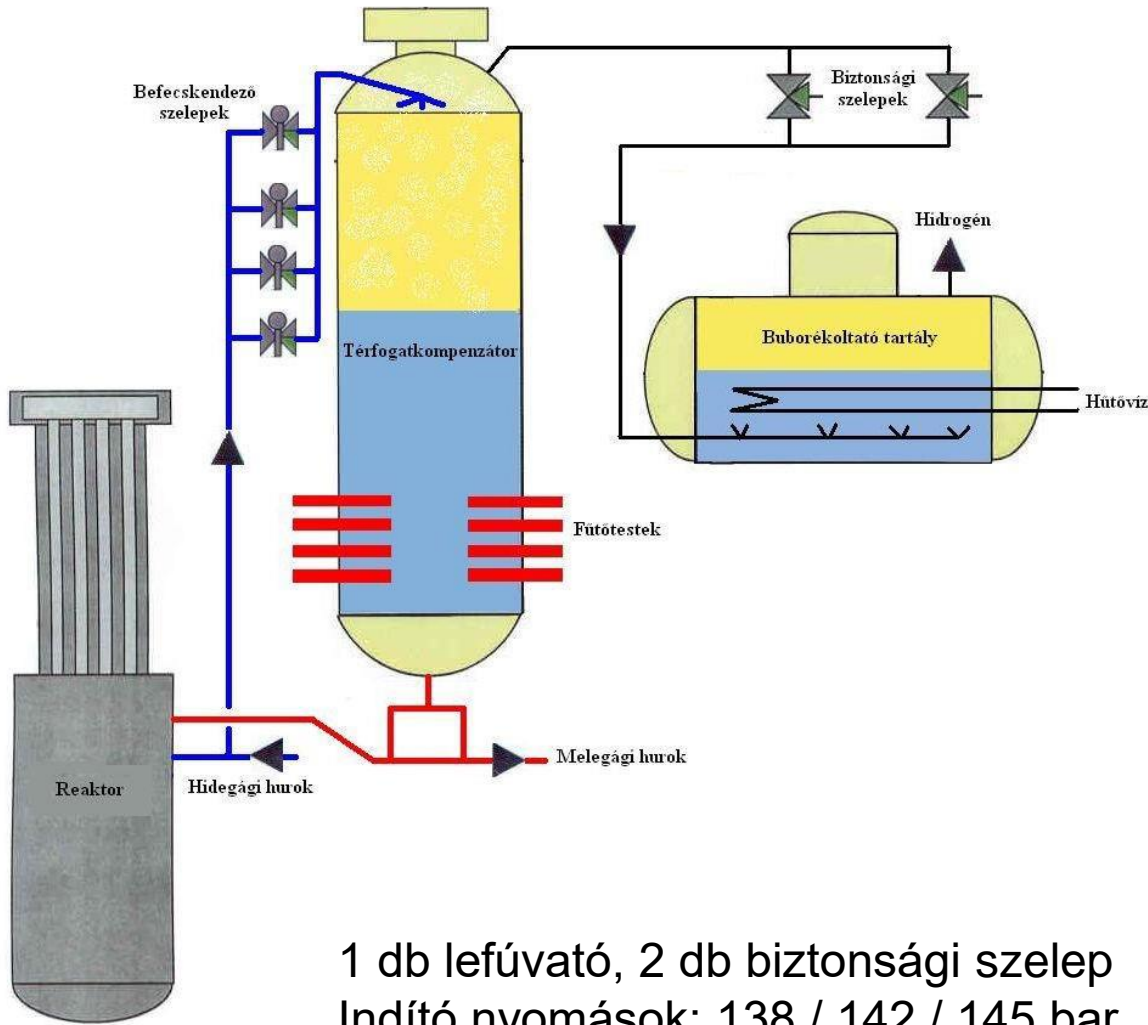 Befecskendező
szelepek
Biztonsági
szelepek
Hidrogén
Térfogatkompenzátor
Buborékoltató tartály
Hűtővíz
Fűtőtestek
Melegági hurok
Reaktor
Hidegági hurok
1 db lefúvató, 2 db biztonsági szelep
Indító nyomások: 138 / 142 / 145 bar